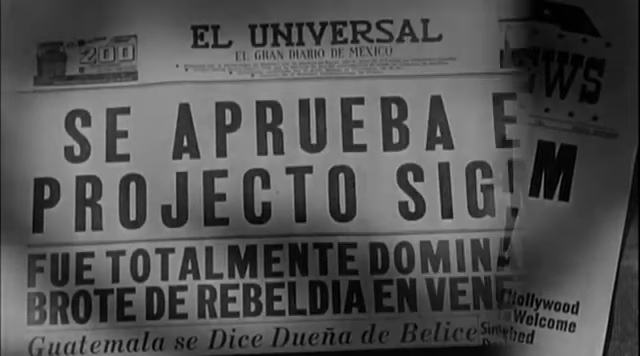 200
EL UNIVERSAL
EL GRAN DIARIO DE MEXICO
EWS
SE APRUEBA E
PROJECTO SIG
M
FUE TOTALMENTE DOMINA
BROTE DE REBELDIA EN VEN
Hollywood
Welcome
Guatemala se Dice Dueña de Belice